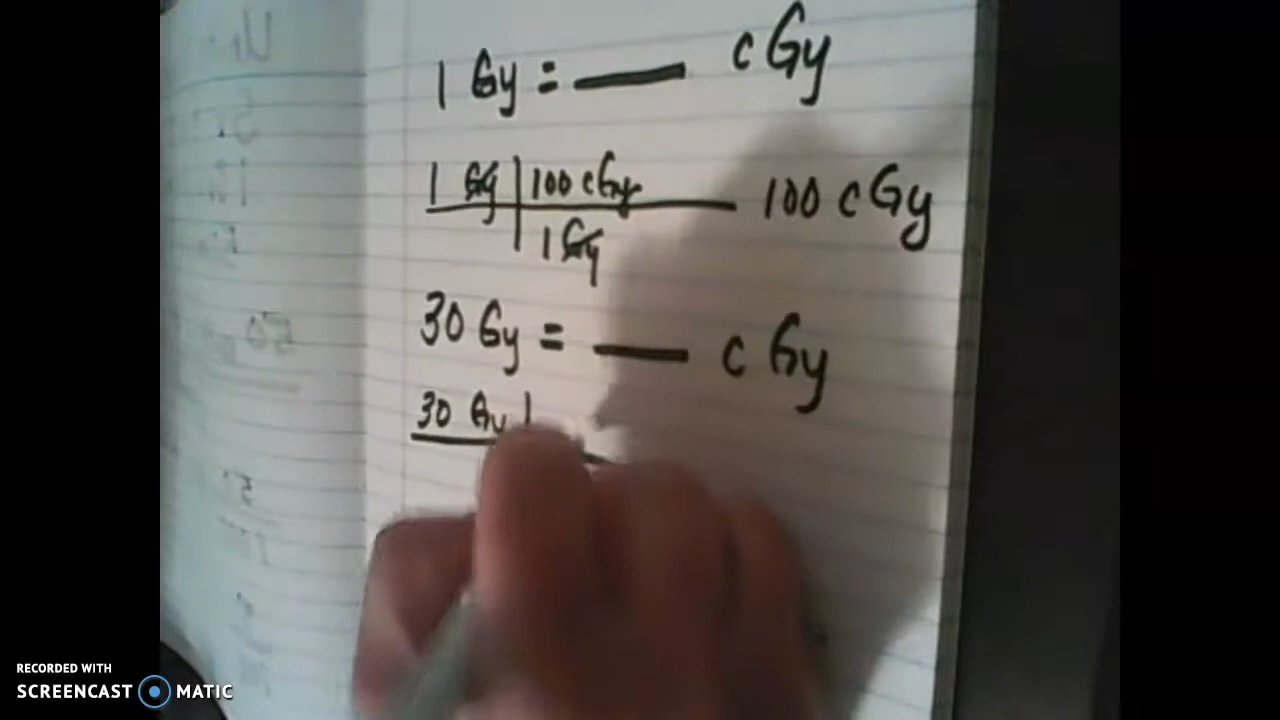 1 Gy = ___ cGy
1 Gy | 100 cGy 100 cGy
1 Gy
30 Gy = ___ cGy
30 Gy |
RECORDED WITH
SCREENCAST MATIC